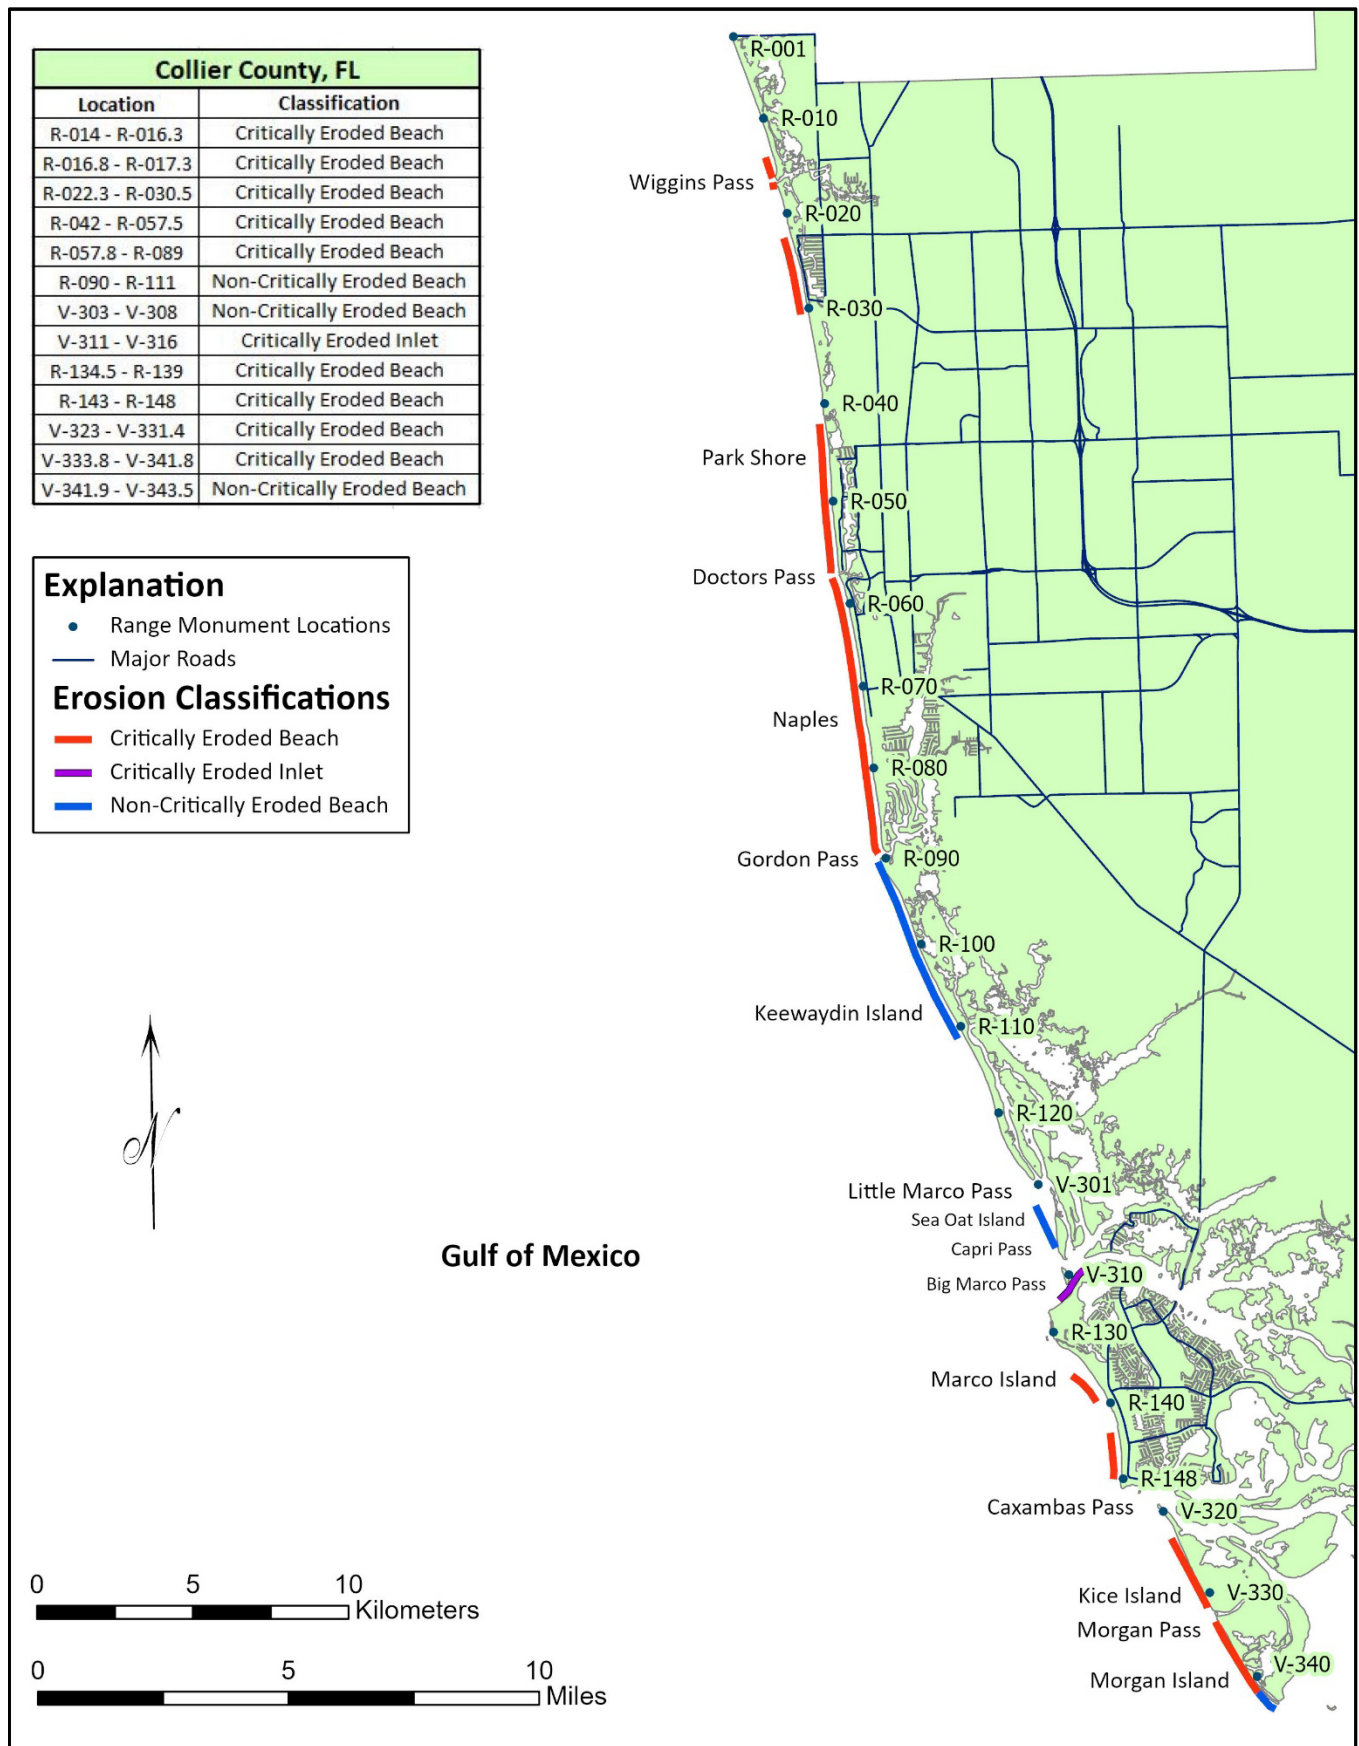 Collier County, FL
Location Classification
R-014 - R-016.3 Critically Eroded Beach
R-016.8 - R-017.3 Critically Eroded Beach
R-022.3 - R-030.5 Critically Eroded Beach
R-042 - R-057.5 Critically Eroded Beach
R-057.8 - R-089 Critically Eroded Beach
R-090 - R-111 Non-Critically Eroded Beach
V-303 - V-308 Non-Critically Eroded Beach
V-311 - V-316 Critically Eroded Inlet
R-134.5 - R-139 Critically Eroded Beach
R-143 - R-148 Critically Eroded Beach
V-323 - V-331.4 Critically Eroded Beach
V-333.8 - V-341.8 Critically Eroded Beach
V-341.9 - V-343.5 Non-Critically Eroded Beach
Explanation
Range Monument Locations
Major Roads
Erosion Classifications
Critically Eroded Beach
Critically Eroded Inlet
Non-Critically Eroded Beach
N
Gulf of Mexico
0 5 10
Kilometers
0 5 10
Miles
R-001
R-010
Wiggins Pass
R-020
R-030
R-040
Park Shore
R-050
Doctors Pass
R-060
R-070
Naples
R-080
Gordon Pass
R-090
R-100
Keewaydin Island
R-110
R-120
V-301
Little Marco Pass
Sea Oat Island
Capri Pass
V-310
Big Marco Pass
R-130
Marco Island
R-140
R-148
Caxambas Pass
V-320
V-330
Kice Island
Morgan Pass
V-340
Morgan Island